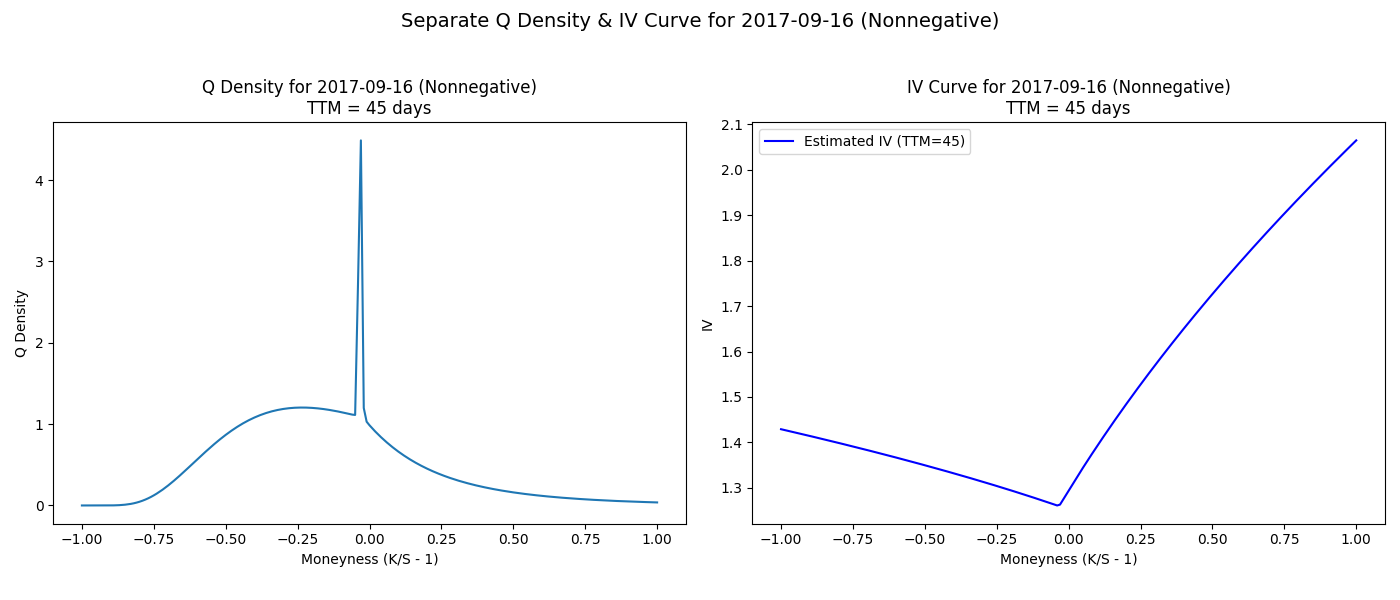 Separate Q Density & IV Curve for 2017-09-16 (Nonnegative)
Q Density for 2017-09-16 (Nonnegative)
TTM = 45 days
Q Density
4
3
2
1
0
−1.00 −0.75 −0.50 −0.25 0.00 0.25 0.50 0.75 1.00
Moneyness (K/S - 1)
IV Curve for 2017-09-16 (Nonnegative)
TTM = 45 days
Estimated IV (TTM=45)
IV
2.1
2.0
1.9
1.8
1.7
1.6
1.5
1.4
1.3
−1.00 −0.75 −0.50 −0.25 0.00 0.25 0.50 0.75 1.00
Moneyness (K/S - 1)